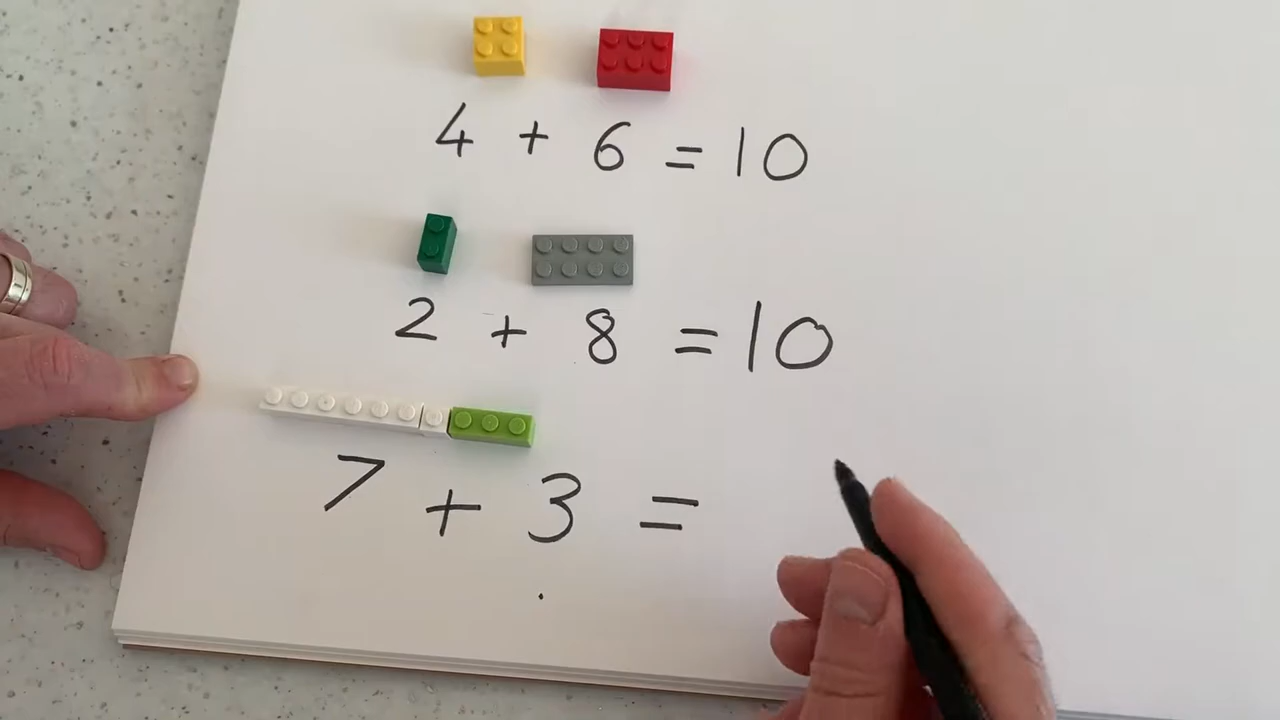 4 + 6 = 10
2 + 8 = 10
7 + 3 =